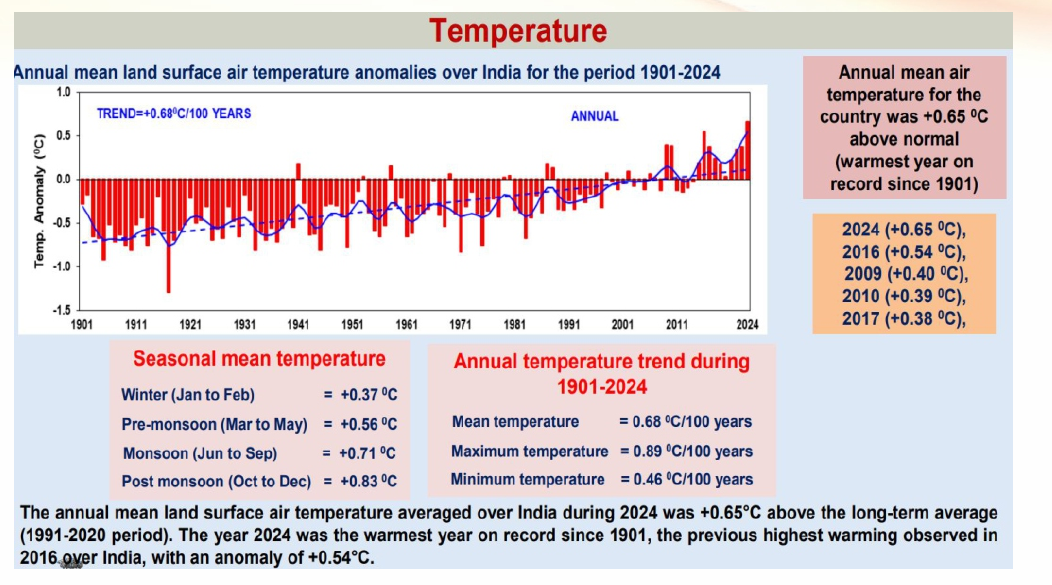 Temperature
Annual mean land surface air temperature anomalies over India for the period 1901-2024
1.0
0.5
0.0
-0.5
-1.0
-1.5
Temp. Anomaly (⁰C)
TREND=+0.68⁰C/100 YEARS
ANNUAL
1901 1911 1921 1931 1941 1951 1961 1971 1981 1991 2001 2011 2024
Annual mean air
temperature for the
country was +0.65 ⁰C
above normal
(warmest year on
record since 1901)
2024 (+0.65 ⁰C),
2016 (+0.54 ⁰C),
2009 (+0.40 ⁰C),
2010 (+0.39 ⁰C),
2017 (+0.38 ⁰C),
Seasonal mean temperature
Winter (Jan to Feb) = +0.37 ⁰C
Pre-monsoon (Mar to May) = +0.56 ⁰C
Monsoon (Jun to Sep) = +0.71 ⁰C
Post monsoon (Oct to Dec) = +0.83 ⁰C
Annual temperature trend during
1901-2024
Mean temperature = 0.68 ⁰C/100 years
Maximum temperature = 0.89 ⁰C/100 years
Minimum temperature = 0.46 ⁰C/100 years
The annual mean land surface air temperature averaged over India during 2024 was +0.65°C above the long-term average
(1991-2020 period). The year 2024 was the warmest year on record since 1901, the previous highest warming observed in
2016 over India, with an anomaly of +0.54°C.